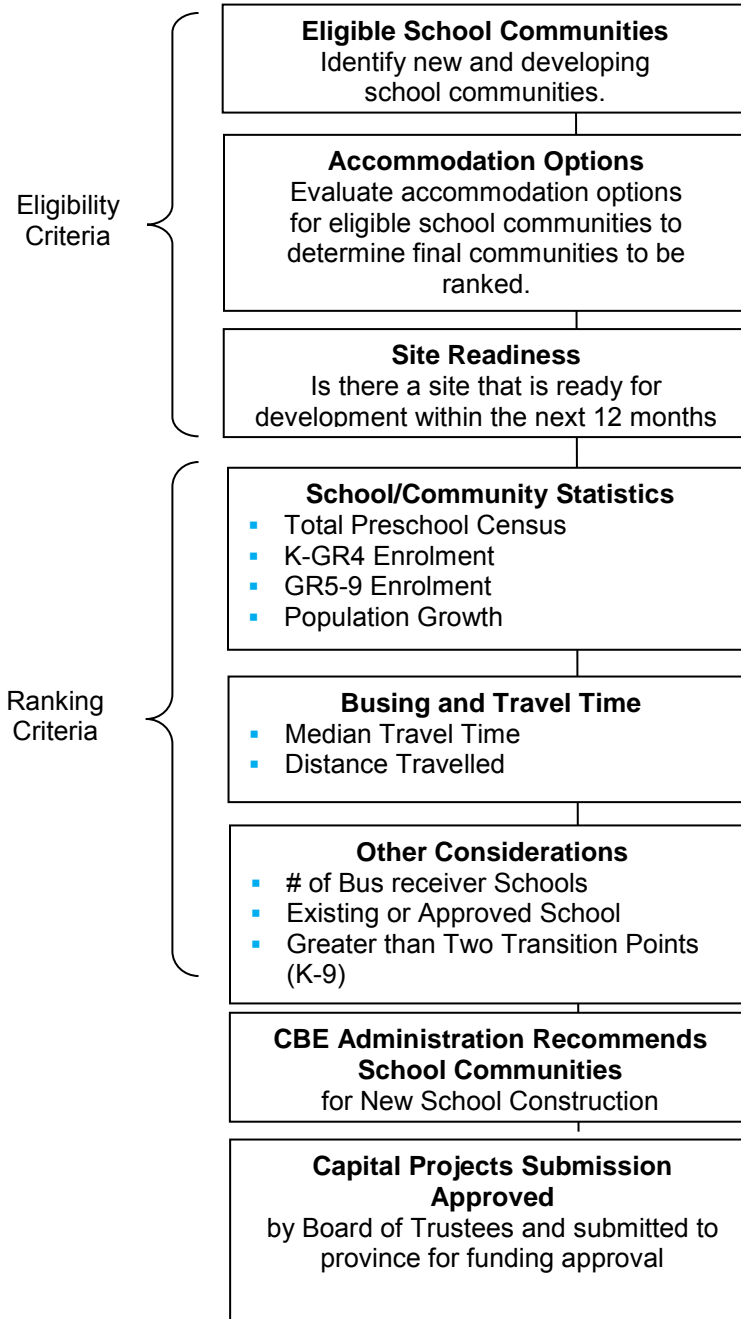 Eligible School Communities
Identify new and developing
school communities.
Accommodation Options
Evaluate accommodation options
for eligible school communities to
determine final communities to be
ranked.
Eligibility
Criteria
Site Readiness
Is there a site that is ready for
development within the next 12 months
School/Community Statistics
▪ Total Preschool Census
▪ K-GR4 Enrolment
▪ GR5-9 Enrolment
▪ Population Growth
Ranking
Criteria
Busing and Travel Time
▪ Median Travel Time
▪ Distance Travelled
Other Considerations
▪ # of Bus receiver Schools
▪ Existing or Approved School
▪ Greater than Two Transition Points
(K-9)
CBE Administration Recommends
School Communities
for New School Construction
Capital Projects Submission
Approved
by Board of Trustees and submitted to
province for funding approval